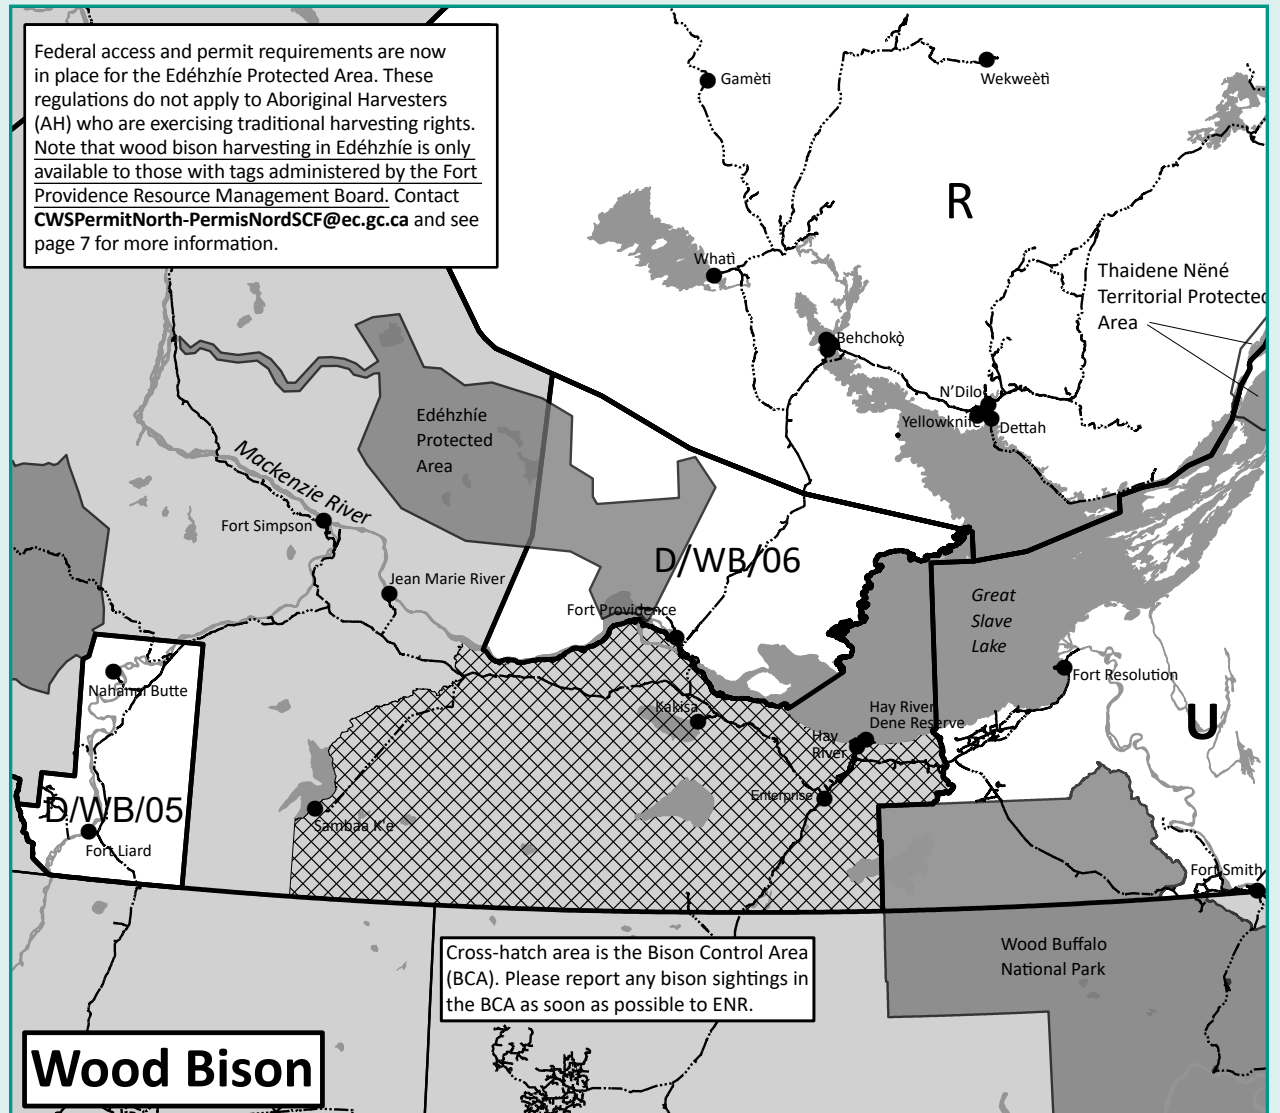 Federal access and permit requirements are now
in place for the Edéhzhíe Protected Area. These
regulations do not apply to Aboriginal Harvesters
(AH) who are exercising traditional harvesting rights.
Note that wood bison harvesting in Edéhzhíe is only
available to those with tags administered by the Fort
Providence Resource Management Board. Contact
CWSPermitNorth-PermisNordSCF@ec.gc.ca and see
page 7 for more information.
Gamètì
Wekweètì
R
Whatì
Thaidene Nëné
Territorial Protected
Area
Behchokǫ̀
N'Dilo
Yellowknife
Dettah
Edéhzhíe
Protected
Area
Mackenzie River
Fort Simpson
Jean Marie River
D/WB/06
Fort Providence
Great
Slave
Lake
Fort Resolution
Nahanni Butte
Kakisa
Hay River
Dene Reserve
Hay
River
U
Enterprise
D/WB/05
Sambaa K'e
Fort Liard
Fort Smith
Wood Buffalo
National Park
Cross-hatch area is the Bison Control Area
(BCA). Please report any bison sightings in
the BCA as soon as possible to ENR.
Wood Bison